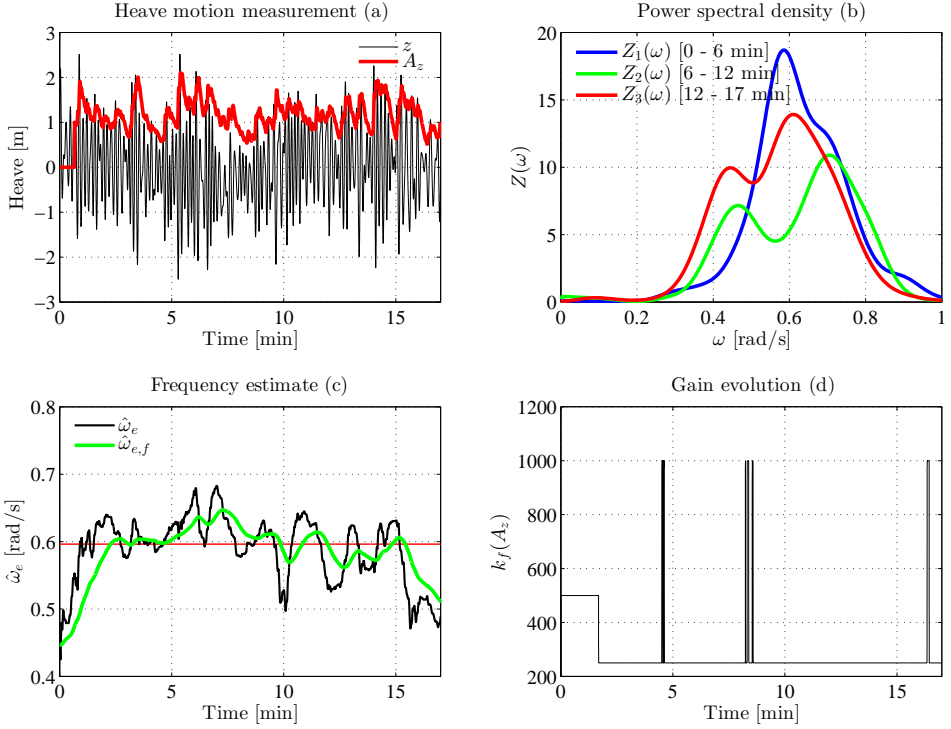 Heave motion measurement (a)
3
2
1
0
−1
−2
−3
Heave [m]
z
A_z
0
5
10
15
Time [min]
Power spectral density (b)
20
15
10
5
0
Z(ω)
Z_1(ω) [0 - 6 min]
Z_2(ω) [6 - 12 min]
Z_3(ω) [12 - 17 min]
0
0.2
0.4
0.6
0.8
1
ω [rad/s]
Frequency estimate (c)
0.8
0.7
0.6
0.5
0.4
ω̂_e [rad/s]
ω̂_e
ω̂_{e,f}
0
5
10
15
Time [min]
Gain evolution (d)
1200
1000
800
600
400
200
k_f(A_z)
0
5
10
15
Time [min]